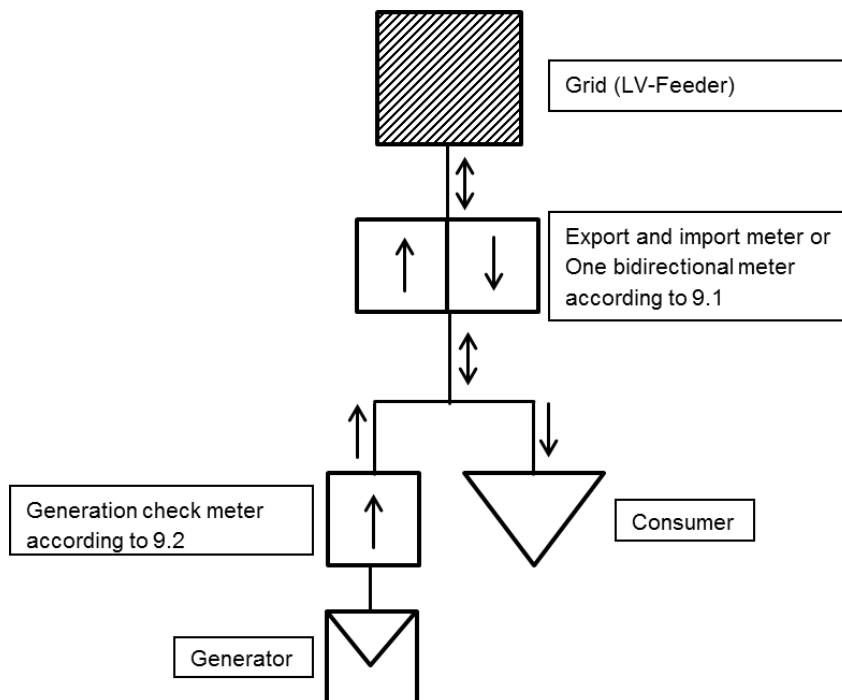 Grid (LV-Feeder)
Export and import meter or
One bidirectional meter
according to 9.1
Generation check meter
according to 9.2
Consumer
Generator